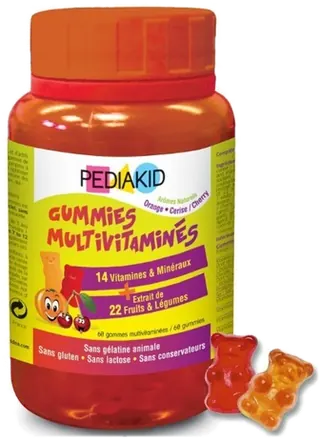 PEDIAKID
Arômes Naturels
Orange • Cerise / Cherry
GUMMIES
MULTIVITAMINÉS
14 Vitamines & Minéraux
+
Extrait de
22 Fruits & Légumes
60 gommes multivitaminées / 60 gummies
Sans gélatine animale
Sans gluten • Sans lactose • Sans conservateurs